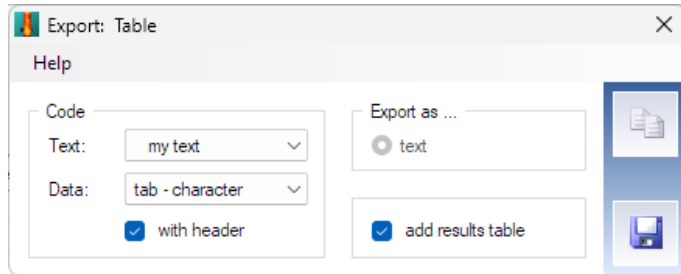 Export: Table
Help
Code
Text: my text
Data: tab - character
with header
Export as ...
text
add results table